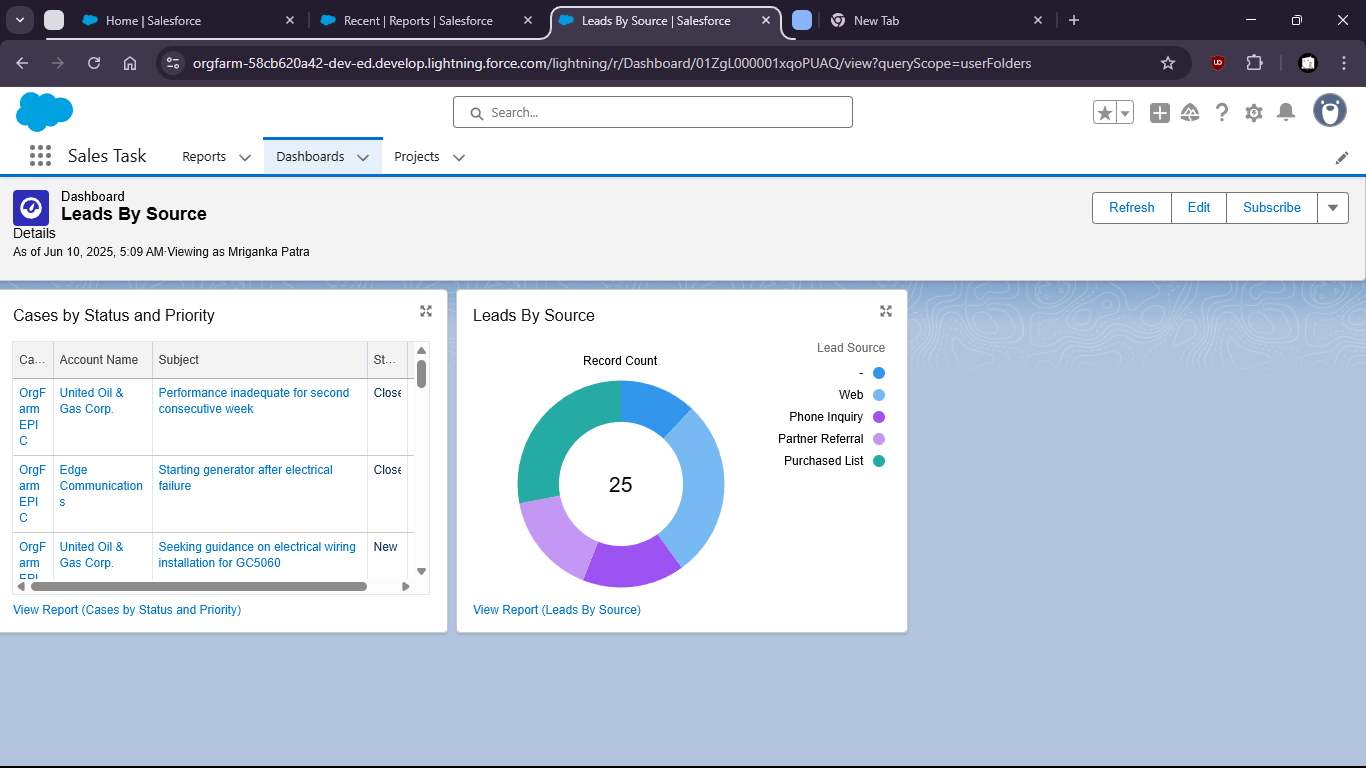 Home | Salesforce
Recent | Reports | Salesforce
Leads By Source | Salesforce
New Tab
orgfarm-58cb620a42-dev-ed.develop.lightning.force.com/lightning/r/Dashboard/01ZgL000001xqoPUAQ/view?queryScope=userFolders
Search...
Sales Task
Reports
Dashboards
Projects
Dashboard
Leads By Source
Details
As of Jun 10, 2025, 5:09 AM·Viewing as Mriganka Patra
Refresh
Edit
Subscribe
Cases by Status and Priority
Ca... Account Name Subject St...
OrgF
arm
EPI
C
United Oil &
Gas Corp.
Performance inadequate for second
consecutive week
Close
OrgF
arm
EPI
C
Edge
Communication
s
Starting generator after electrical
failure
Close
OrgF
arm
EPI
United Oil &
Gas Corp.
Seeking guidance on electrical wiring
installation for GC5060
New
View Report (Cases by Status and Priority)
Leads By Source
Record Count
25
Lead Source
-
Web
Phone Inquiry
Partner Referral
Purchased List
View Report (Leads By Source)